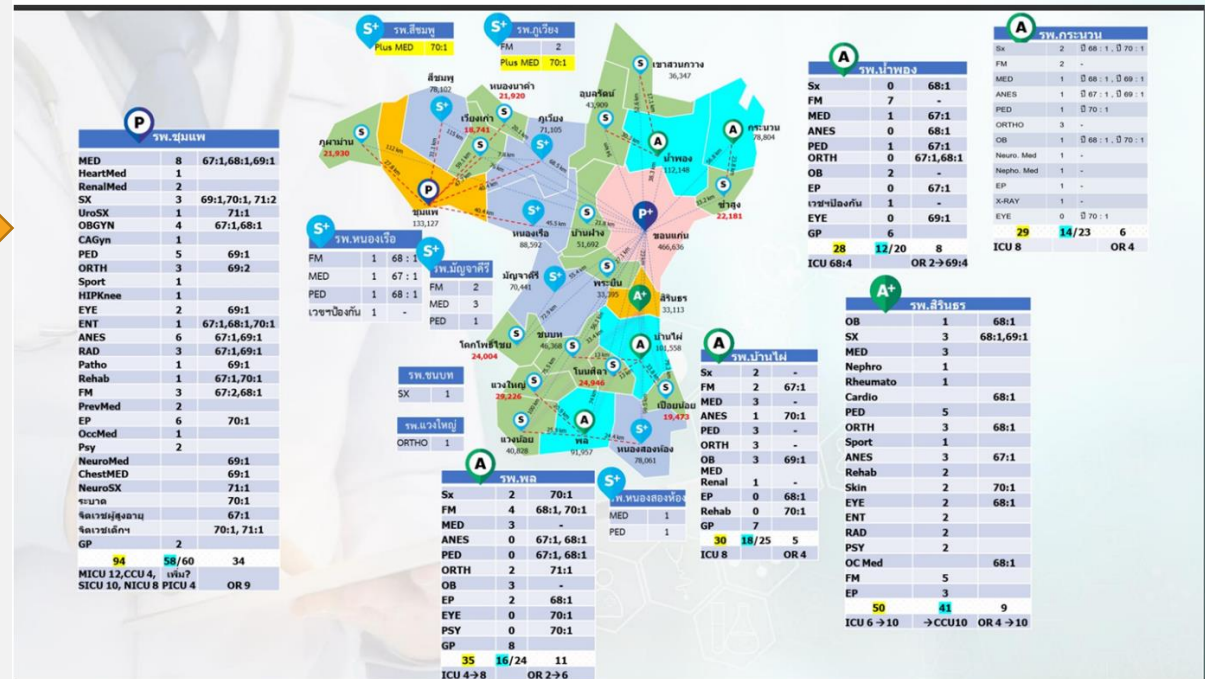 S+ รพ.สีชมพู
Plus MED 70:1
S+ รพ.ภูเวียง
FM 2
Plus MED 70:1
P รพ.ชุมแพ
MED 8 67:1,68:1,69:1
HeartMed 1
RenalMed 2
SX 3 69:1,70:1, 71:2
UroSX 1 71:1
OBGYN 4 67:1,68:1
CAGyn 1
PED 5 69:1
ORTH 3 69:2
Sport 1
HIPKnee 1
EYE 2 69:1
ENT 1 67:1,68:1,70:1
ANES 6 67:1,69:1
RAD 3 67:1,69:1
Patho 1 69:1
Rehab 1 67:1,70:1
FM 3 67:2,68:1
PrevMed 2
EP 6 70:1
OccMed 1
Psy 2
NeuroMed 69:1
ChestMED 69:1
NeuroSX 71:1
ระบาด 70:1
จิตเวชผู้สูงอายุ 67:1
จิตเวชเด็กฯ 70:1, 71:1
GP 2
94 58/60 34
MICU 12,CCU 4, เพิ่ม?
SICU 10, NICU 8 PICU 4 OR 9
S เขาสวนกวาง
36,347
สีชมพู
78,102
S+
หนองนาคำ
21,920
S
อุบลรัตน์
43,909
S
เวียงเก่า
18,741
S
ภูเวียง
71,105
S+
A กระนวน
78,804
ภูผาม่าน
21,930
S
A
น้ำพอง
112,148
P
ชุมแพ
133,127
S
ซำสูง
22,181
S+
หนองเรือ
88,592
S
บ้านฝาง
51,692
P+
ขอนแก่น
466,636
S+ รพ.หนองเรือ
FM 1 68 : 1
MED 1 67 : 1
PED 1 68 : 1
เวชฯป้องกัน 1 -
S+ รพ.มัญจาคีรี
FM 2
MED 3
PED 1
มัญจาคีรี
70,441
S+
S
พระยืน
33,395
A+ สิรินธร
33,113
S
โคกโพธิ์ไชย
24,004
ชนบท
46,368
S
A บ้านไผ่
101,558
S
โนนศิลา
24,946
แวงใหญ่
29,226
S
S
เปือยน้อย
19,473
S
แวงน้อย
40,828
A
พล
91,957
S+
หนองสองห้อง
78,061
รพ.ชนบท
SX 1
รพ.แวงใหญ่
ORTHO 1
A รพ.พล
Sx 2 70:1
FM 4 68:1, 70:1
MED 3 -
ANES 0 67:1, 68:1
PED 0 67:1, 68:1
ORTH 2 71:1
OB 3 -
EP 2 68:1
EYE 0 70:1
PSY 0 70:1
GP 8
35 16/24 11
ICU 4→8 OR 2→6
S+ รพ.หนองสองห้อง
MED 1
PED 1
A รพ.บ้านไผ่
Sx 2 -
FM 2 67:1
MED 3 -
ANES 1 70:1
PED 3 -
ORTH 3 -
OB 3 69:1
MED
Renal 1 -
EP 0 68:1
Rehab 0 70:1
GP 7
30 18/25 5
ICU 8 OR 4
A รพ.น้ำพอง
Sx 0 68:1
FM 7 -
MED 1 67:1
ANES 0 68:1
PED 1 67:1
ORTH 0 67:1,68:1
OB 2 -
EP 0 67:1
เวชฯป้องกัน 1 -
EYE 0 69:1
GP 6
28 12/20 8
ICU 68:4 OR 2→69:4
A รพ.กระนวน
Sx 2 ปี 68 : 1 , ปี 70 : 1
FM 2 -
MED 1 ปี 68 : 1 , ปี 69 : 1
ANES 1 ปี 67 : 1 , ปี 69 : 1
PED 1 ปี 70 : 1
ORTHO 3 -
OB 1 ปี 68 : 1 , ปี 70 : 1
Neuro. Med 1 -
Nepho. Med 1 -
EP 1 -
X-RAY 1 -
EYE 0 ปี 70 : 1
29 14/23 6
ICU 8 OR 4
A+ รพ.สิรินธร
OB 1 68:1
SX 3 68:1,69:1
MED 3
Nephro 1
Rheumato 1
Cardio 68:1
PED 5
ORTH 3 68:1
Sport 1
ANES 3 67:1
Rehab 2
Skin 2 70:1
EYE 2 68:1
ENT 2
RAD 2
PSY 2
OC Med 68:1
FM 5
EP 3
50 41 9
ICU 6 →10 →CCU10 OR 4 →10